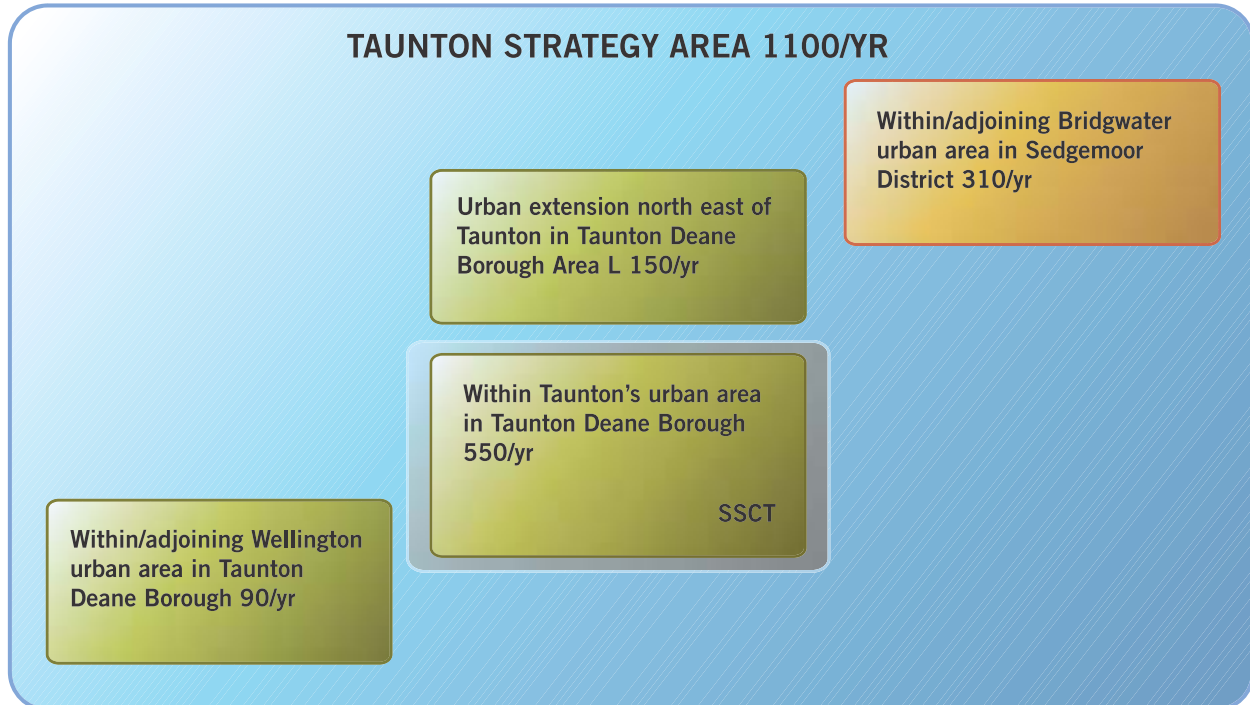 TAUNTON STRATEGY AREA 1100/YR
Within/adjoining Bridgwater
urban area in Sedgemoor
District 310/yr
Urban extension north east of
Taunton in Taunton Deane
Borough Area L 150/yr
Within Taunton’s urban area
in Taunton Deane Borough
550/yr
SSCT
Within/adjoining Wellington
urban area in Taunton
Deane Borough 90/yr